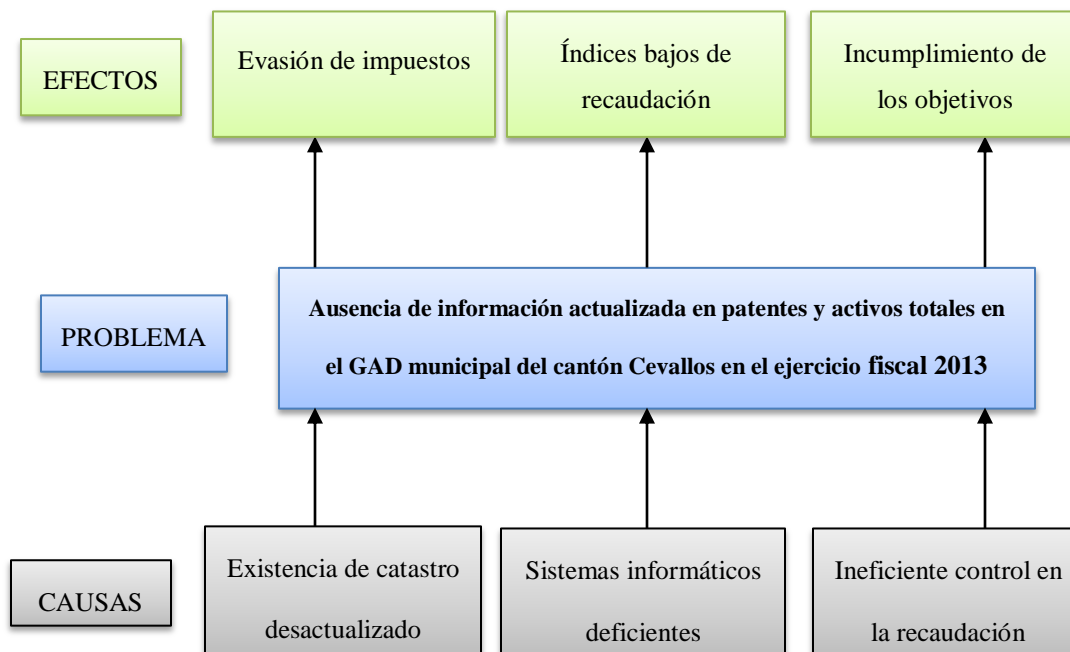 EFECTOS
Evasión de impuestos
Índices bajos de
recaudación
Incumplimiento de
los objetivos
PROBLEMA
Ausencia de información actualizada en patentes y activos totales en
el GAD municipal del cantón Cevallos en el ejercicio fiscal 2013
CAUSAS
Existencia de catastro
desactualizado
Sistemas informáticos
deficientes
Ineficiente control en
la recaudación